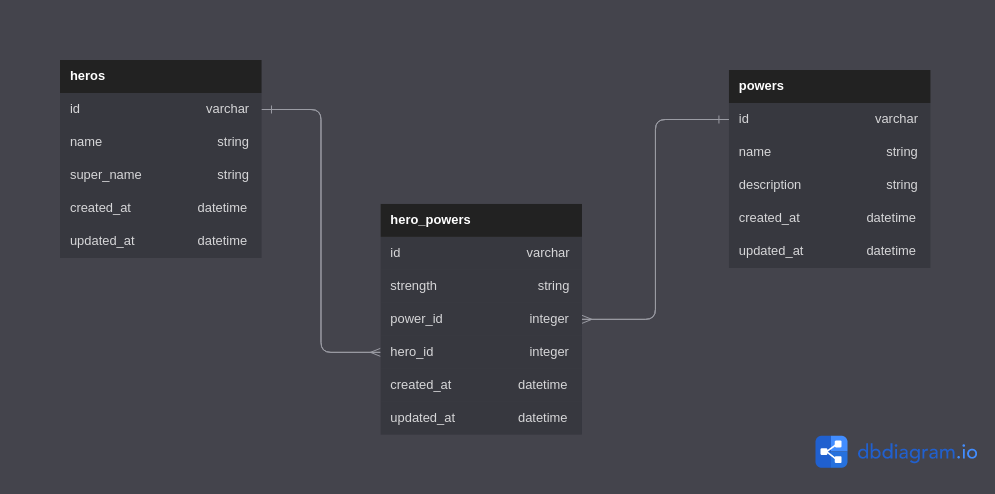 heros
id varchar
name string
super_name string
created_at datetime
updated_at datetime
hero_powers
id varchar
strength string
power_id integer
hero_id integer
created_at datetime
updated_at datetime
powers
id varchar
name string
description string
created_at datetime
updated_at datetime
dbdiagram.io